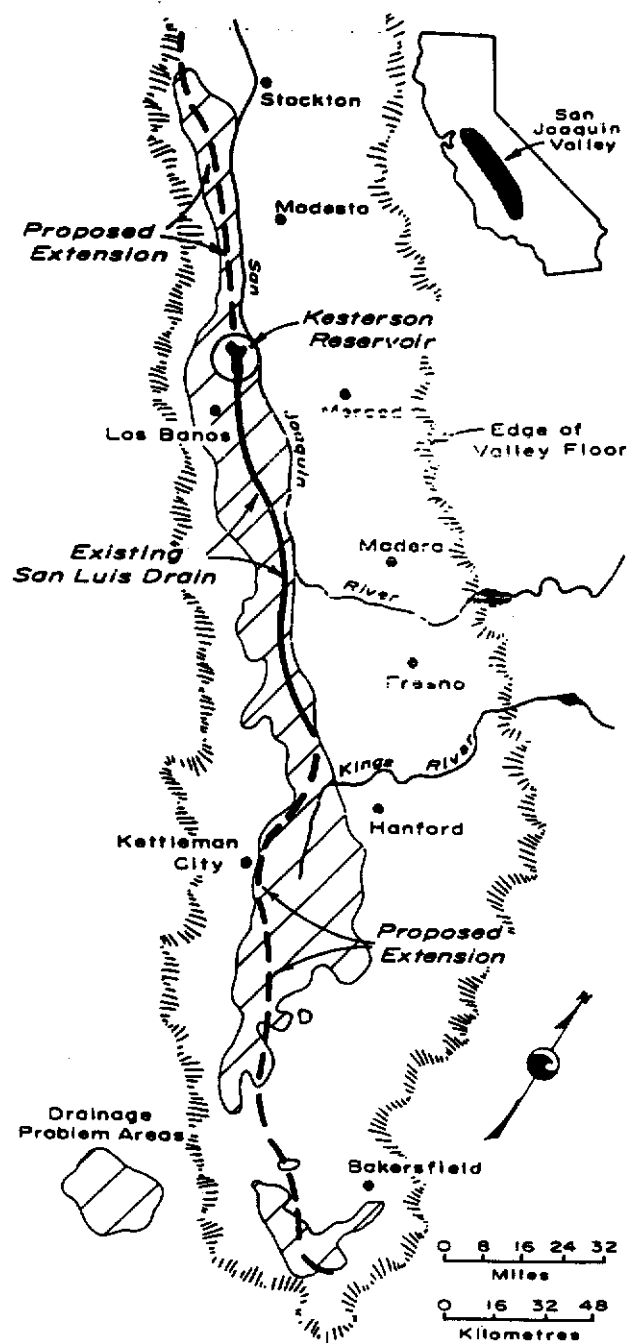 Stockton
San
Joaquin
Valley
Modesto
Proposed
Extension
San
Kesterson
Reservoir
Merced
Los Banos
Joaquin
Edge of
Valley Floor
Existing
San Luis Drain
Madera
River
Fresno
Kings River
Hanford
Kettleman
City
Proposed
Extension
Drainage
Problem Areas
Bakersfield
0 8 16 24 32
Miles
0 16 32 48
Kilometres